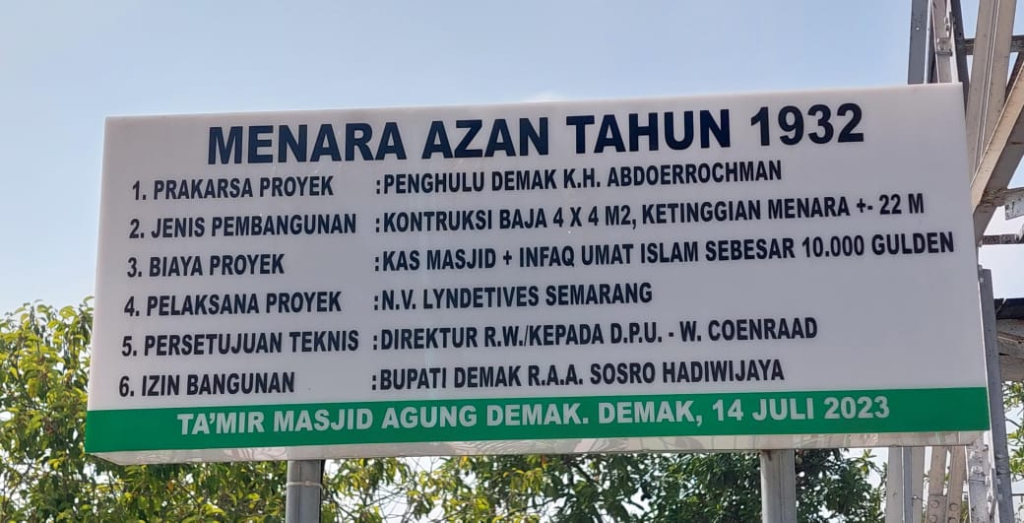 MENARA AZAN TAHUN 1932
1. PRAKARSA PROYEK : PENGHULU DEMAK K.H. ABDOERROCHMAN
2. JENIS PEMBANGUNAN : KONTRUKSI BAJA 4 X 4 M2, KETINGGIAN MENARA +- 22 M
3. BIAYA PROYEK : KAS MASJID + INFAQ UMAT ISLAM SEBESAR 10.000 GULDEN
4. PELAKSANA PROYEK : N.V. LYNDETIVES SEMARANG
5. PERSETUJUAN TEKNIS : DIREKTUR R.W./KEPADA D.P.U. - W. COENRAAD
6. IZIN BANGUNAN : BUPATI DEMAK R.A.A. SOSRO HADIWIJAYA
TA'MIR MASJID AGUNG DEMAK. DEMAK, 14 JULI 2023